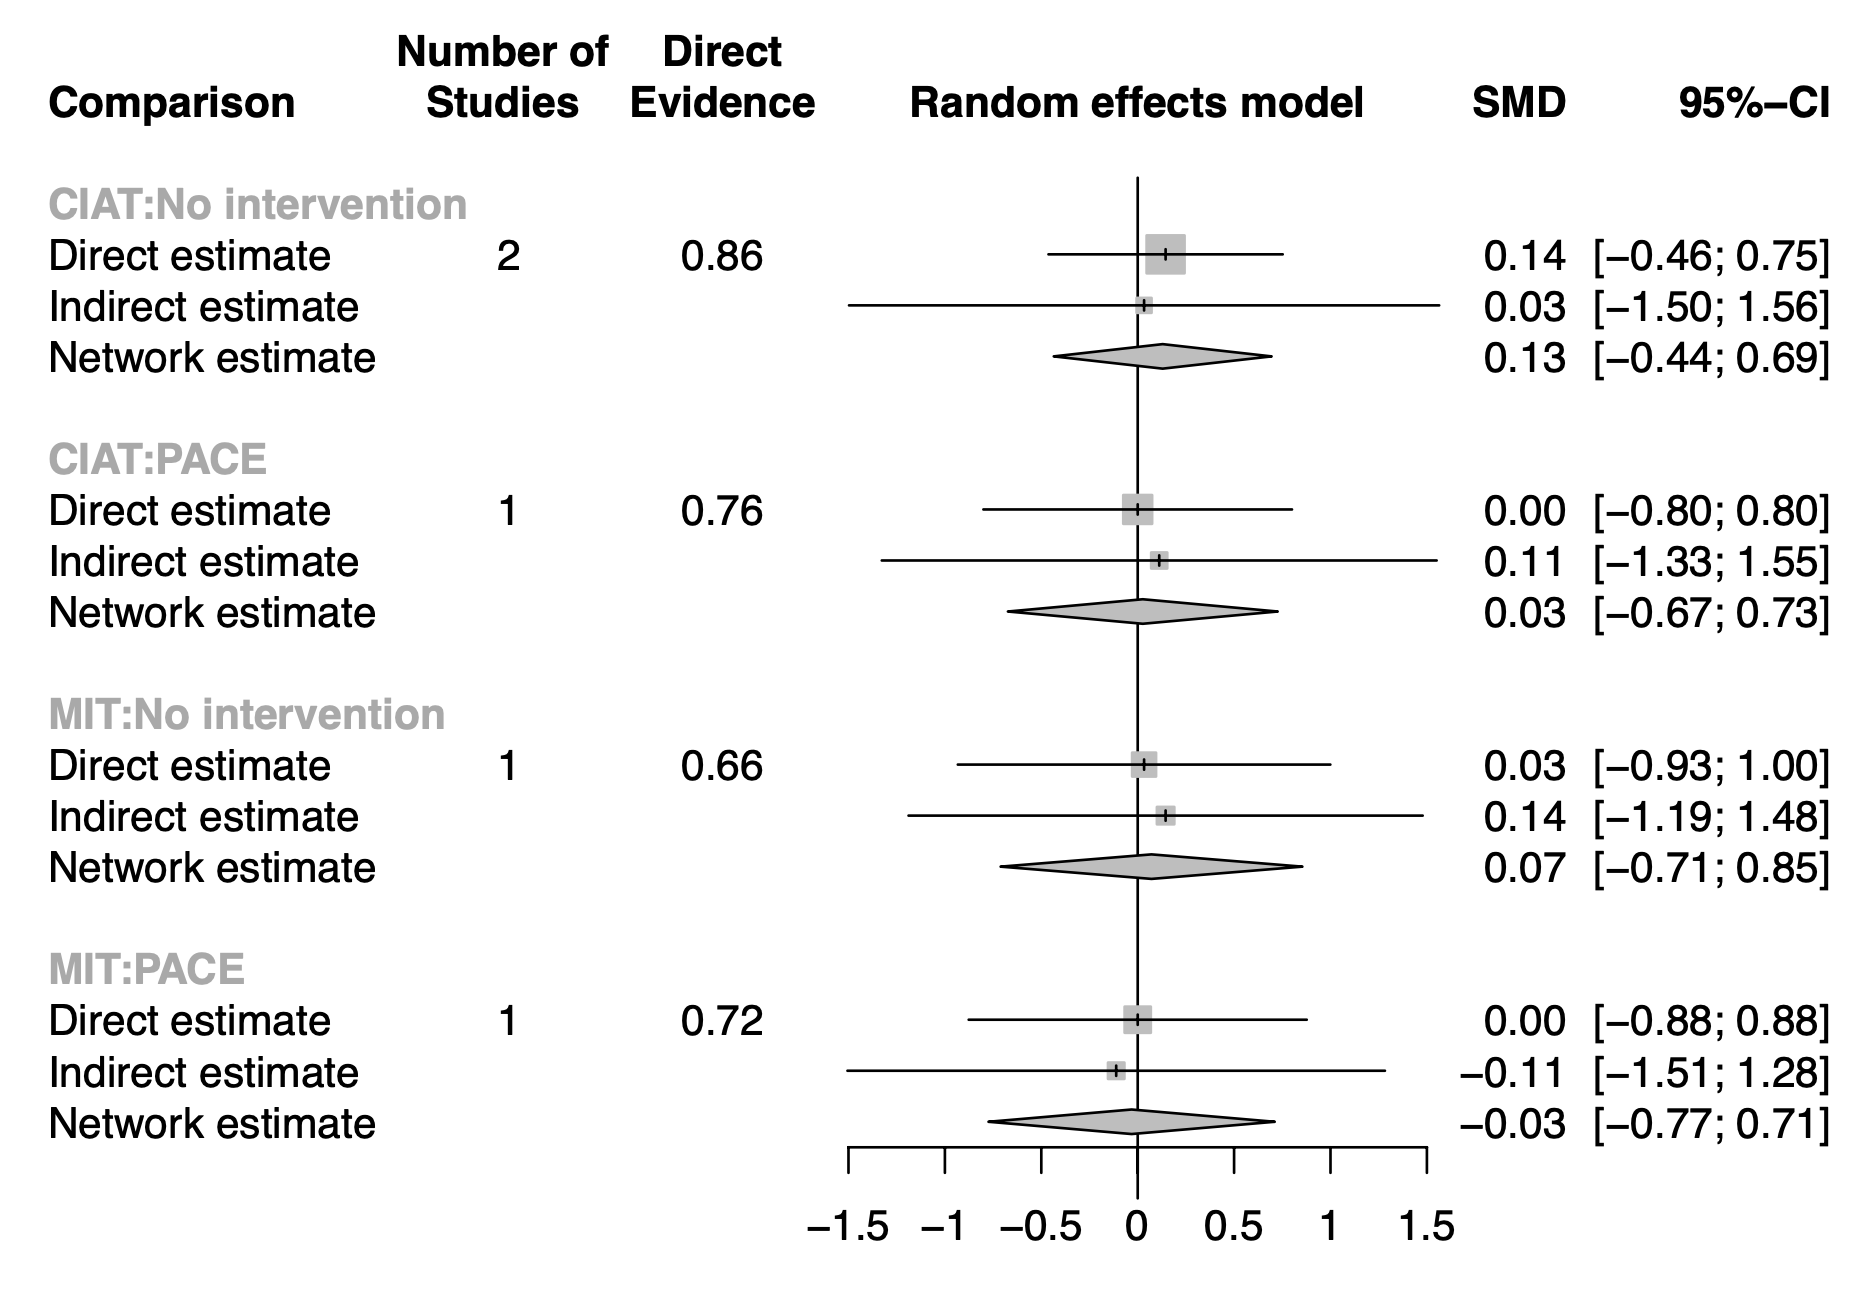 Number of Direct
Comparison Studies Evidence Random effects model SMD 95%–CI
CIAT:No intervention
Direct estimate 2 0.86 0.14 [−0.46; 0.75]
Indirect estimate 0.03 [−1.50; 1.56]
Network estimate 0.13 [−0.44; 0.69]
CIAT:PACE
Direct estimate 1 0.76 0.00 [−0.80; 0.80]
Indirect estimate 0.11 [−1.33; 1.55]
Network estimate 0.03 [−0.67; 0.73]
MIT:No intervention
Direct estimate 1 0.66 0.03 [−0.93; 1.00]
Indirect estimate 0.14 [−1.19; 1.48]
Network estimate 0.07 [−0.71; 0.85]
MIT:PACE
Direct estimate 1 0.72 0.00 [−0.88; 0.88]
Indirect estimate −0.11 [−1.51; 1.28]
Network estimate −0.03 [−0.77; 0.71]
−1.5 −1 −0.5 0 0.5 1 1.5